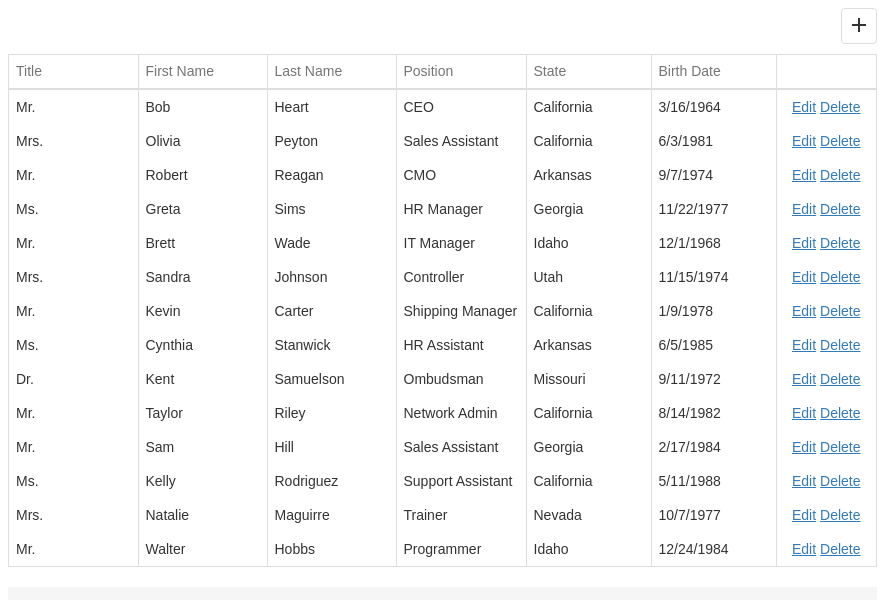 Title First Name Last Name Position State Birth Date
Mr. Bob Heart CEO California 3/16/1964 Edit Delete
Mrs. Olivia Peyton Sales Assistant California 6/3/1981 Edit Delete
Mr. Robert Reagan CMO Arkansas 9/7/1974 Edit Delete
Ms. Greta Sims HR Manager Georgia 11/22/1977 Edit Delete
Mr. Brett Wade IT Manager Idaho 12/1/1968 Edit Delete
Mrs. Sandra Johnson Controller Utah 11/15/1974 Edit Delete
Mr. Kevin Carter Shipping Manager California 1/9/1978 Edit Delete
Ms. Cynthia Stanwick HR Assistant Arkansas 6/5/1985 Edit Delete
Dr. Kent Samuelson Ombudsman Missouri 9/11/1972 Edit Delete
Mr. Taylor Riley Network Admin California 8/14/1982 Edit Delete
Mr. Sam Hill Sales Assistant Georgia 2/17/1984 Edit Delete
Ms. Kelly Rodriguez Support Assistant California 5/11/1988 Edit Delete
Mrs. Natalie Maguirre Trainer Nevada 10/7/1977 Edit Delete
Mr. Walter Hobbs Programmer Idaho 12/24/1984 Edit Delete